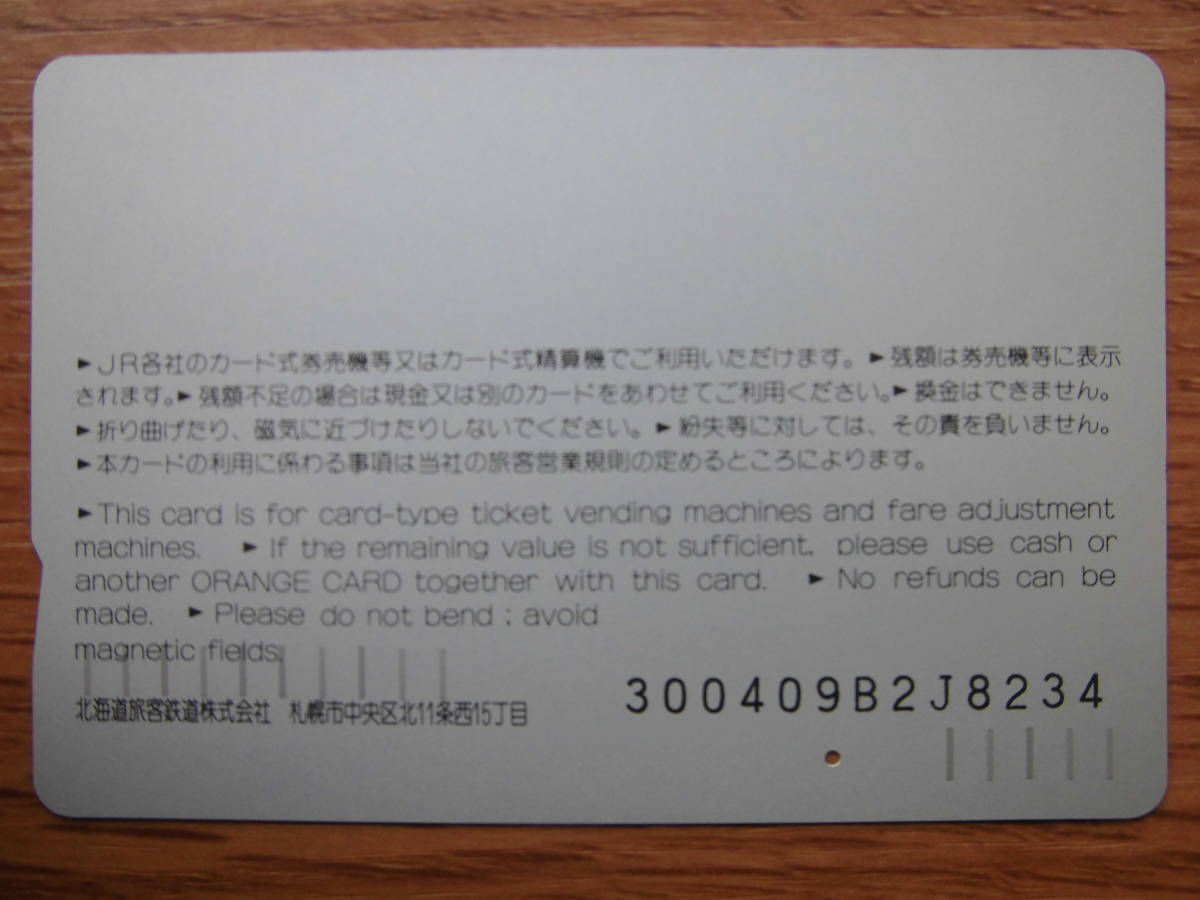 ►JR各社のカード式券売機等又はカード式精算機でご利用いただけます。►残額は券売機等に表示
されます。►残額不足の場合は現金又は別のカードをあわせてご利用ください。►換金はできません。
►折り曲げたり、磁気に近づけたりしないでください。►紛失等に対しては、その責を負いません。
►本カードの利用に係わる事項は当社の旅客営業規則の定めるところによります。
►This card is for card-type ticket vending machines and fare adjustment
machines. ►If the remaining value is not sufficient, please use cash or
another ORANGE CARD together with this card. ►No refunds can be
made. ►Please do not bend ; avoid
magnetic fields.
北海道旅客鉄道株式会社 札幌市中央区北11条西15丁目
300409B2J8234